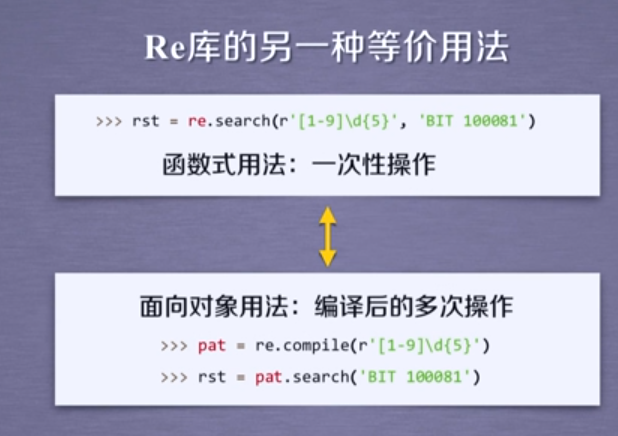 Re库的另一种等价用法
>>> rst = re.search(r'[1-9]\d{5}', 'BIT 100081')
函数式用法：一次性操作
面向对象用法：编译后的多次操作
>>> pat = re.compile(r'[1-9]\d{5}')
>>> rst = pat.search('BIT 100081')